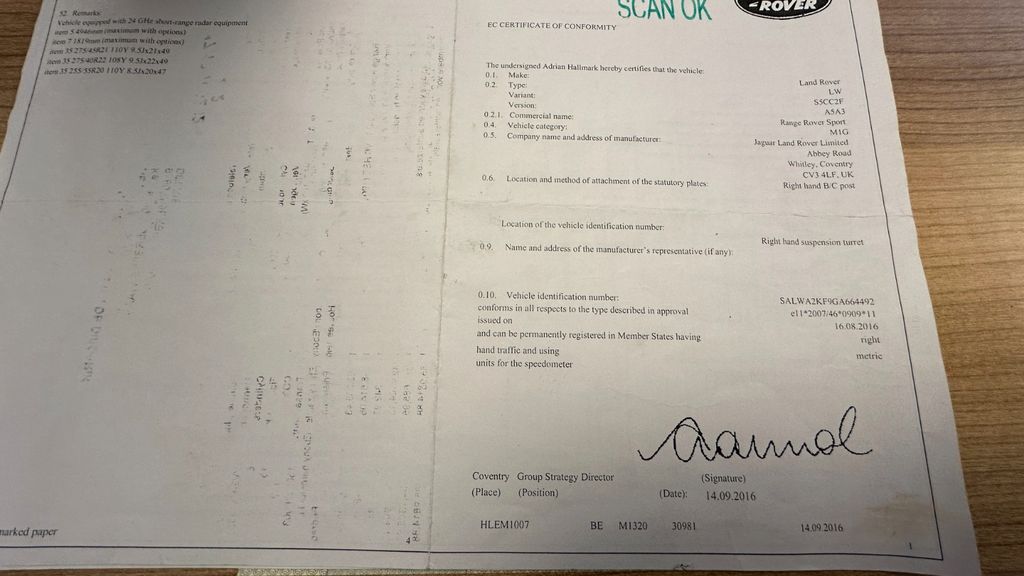 52. Remarks:
Vehicle equipped with 24 GHz short-range radar equipment
item 5 4946mm (maximum with options)
item 7 1819mm (maximum with options)
item 35 275/45R21 110Y 9.5Jx21x49
item 35 275/40R22 108Y 9.5Jx22x49
item 35 255/55R20 110Y 8.5Jx20x47
marked paper
SCAN OK
ROVER
EC CERTIFICATE OF CONFORMITY
The undersigned Adrian Hallmark hereby certifies that the vehicle:
0.1. Make: Land Rover
0.2. Type: LW
Variant: S5CC2F
Version: A5A3
0.2.1. Commercial name: Range Rover Sport
0.4. Vehicle category: M1G
0.5. Company name and address of manufacturer: Jaguar Land Rover Limited
Abbey Road
Whitley, Coventry
CV3 4LF, UK
0.6. Location and method of attachment of the statutory plates: Right hand B/C post
Location of the vehicle identification number: Right hand suspension turret
0.9. Name and address of the manufacturer's representative (if any):
0.10. Vehicle identification number: SALWA2KF9GA664492
conforms in all respects to the type described in approval e11*2007/46*0909*11
issued on 16.08.2016
and can be permanently registered in Member States having right
hand traffic and using metric
units for the speedometer
Coventry Group Strategy Director (Signature)
(Place) (Position) (Date): 14.09.2016
HLEM1007 BE M1320 30981 14.09.2016
1